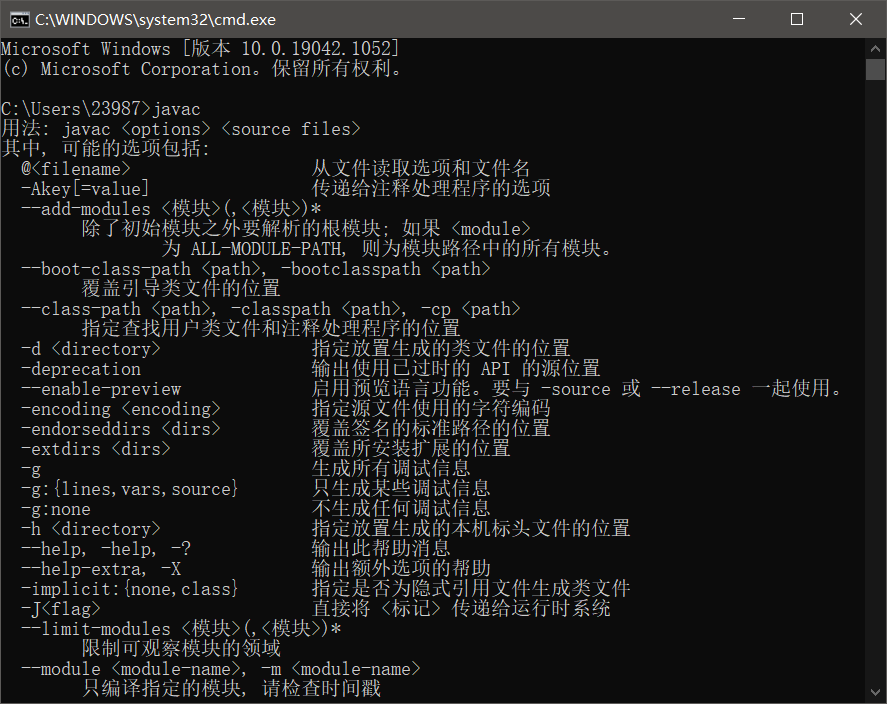 C:\WINDOWS\system32\cmd.exe
Microsoft Windows [版本 10.0.19042.1052]
(c) Microsoft Corporation。保留所有权利。
C:\Users\23987>javac
用法: javac <options> <source files>
其中, 可能的选项包括:
@<filename> 从文件读取选项和文件名
-Akey[=value] 传递给注释处理程序的选项
--add-modules <模块>(,<模块>)*
除了初始模块之外要解析的根模块; 如果 <module>
为 ALL-MODULE-PATH, 则为模块路径中的所有模块。
--boot-class-path <path>, -bootclasspath <path>
覆盖引导类文件的位置
--class-path <path>, -classpath <path>, -cp <path>
指定查找用户类文件和注释处理程序的位置
-d <directory> 指定放置生成的类文件的位置
-deprecation 输出使用已过时的 API 的源位置
--enable-preview 启用预览语言功能。要与 -source 或 --release 一起使用。
-encoding <encoding> 指定源文件使用的字符编码
-endorseddirs <dirs> 覆盖签名的标准路径的位置
-extdirs <dirs> 覆盖所安装扩展的位置
-g 生成所有调试信息
-g:{lines,vars,source} 只生成某些调试信息
-g:none 不生成任何调试信息
-h <directory> 指定放置生成的本机标头文件的位置
--help, -help, -? 输出此帮助消息
--help-extra, -X 输出额外选项的帮助
-implicit:{none,class} 指定是否为隐式引用文件生成类文件
-J<flag> 直接将 <标记> 传递给运行时系统
--limit-modules <模块>(,<模块>)*
限制可观察模块的领域
--module <module-name>, -m <module-name>
只编译指定的模块, 请检查时间戳